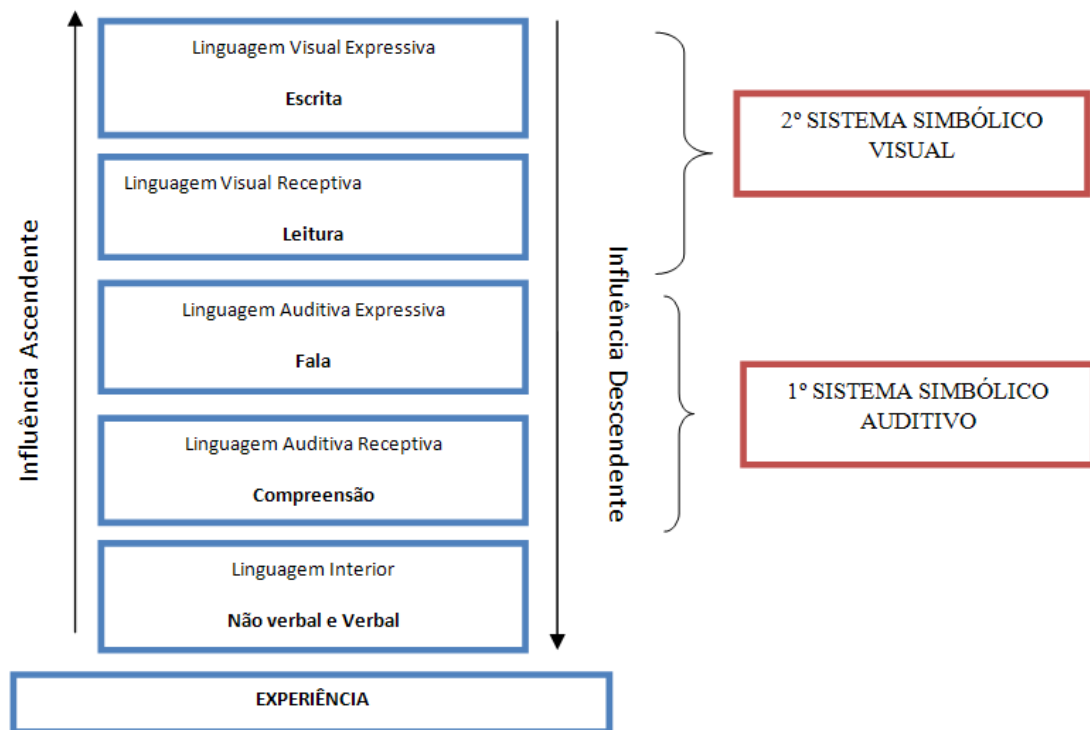 Linguagem Visual Expressiva
Escrita
Linguagem Visual Receptiva
Leitura
Linguagem Auditiva Expressiva
Fala
Linguagem Auditiva Receptiva
Compreensão
Linguagem Interior
Não verbal e Verbal
EXPERIÊNCIA
Influência Ascendente
Influência Descendente
2º SISTEMA SIMBÓLICO
VISUAL
1º SISTEMA SIMBÓLICO
AUDITIVO